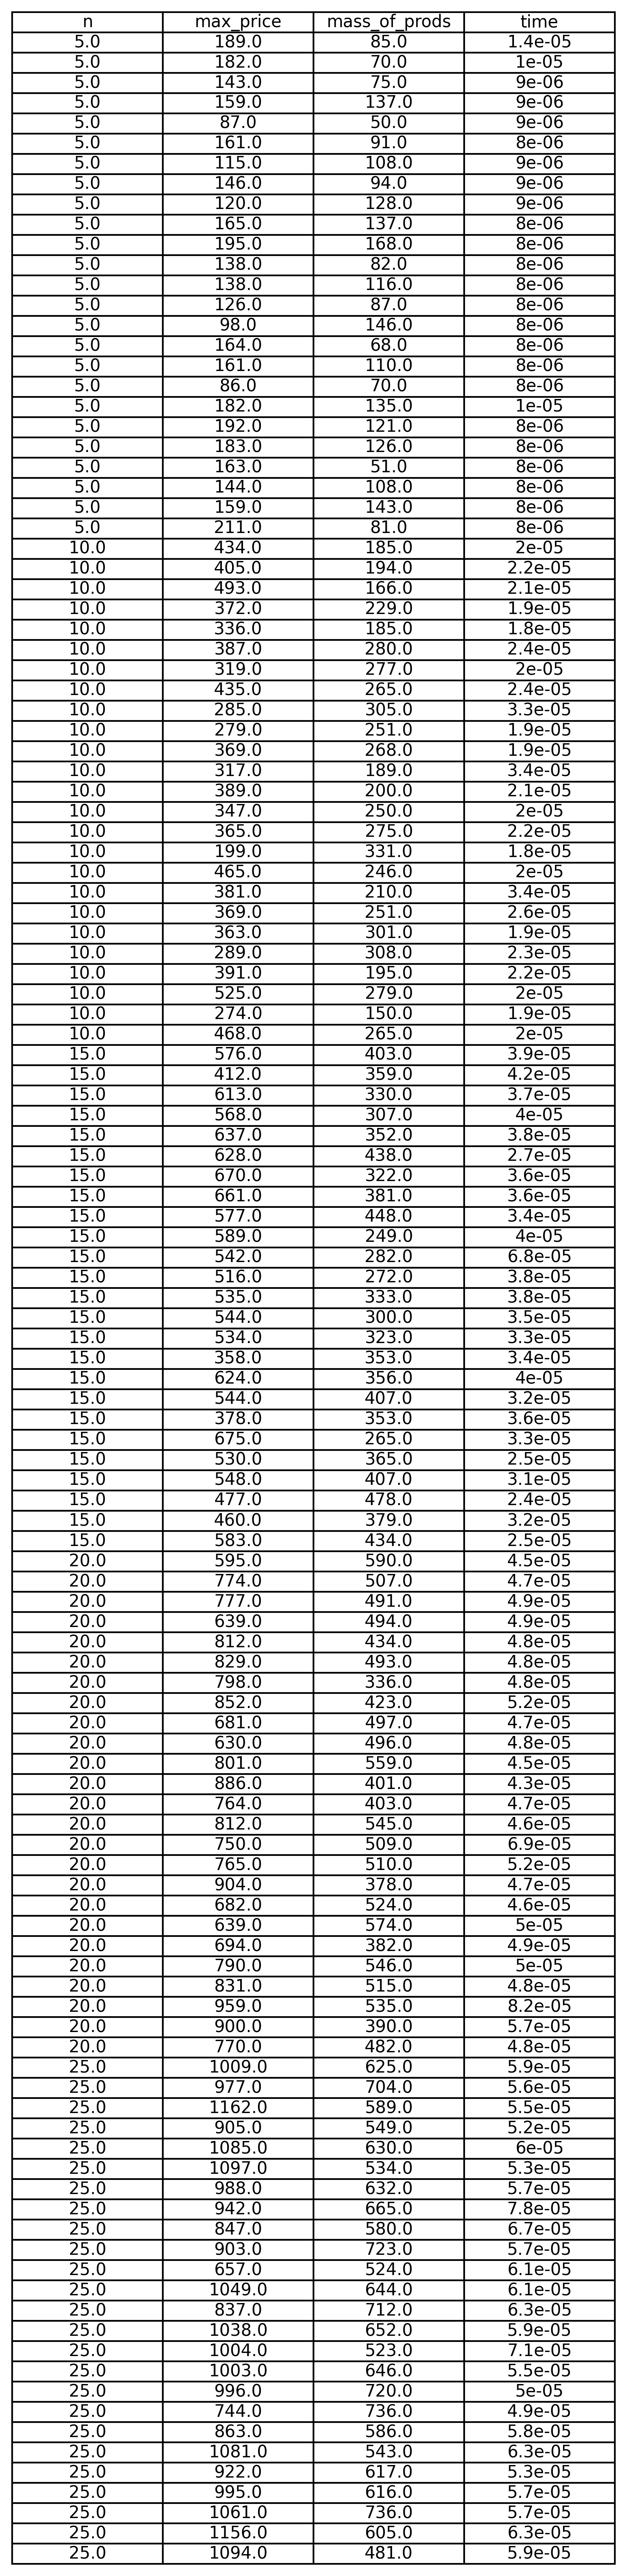 n max_price mass_of_prods time
5.0 189.0 85.0 1.4e-05
5.0 182.0 70.0 1e-05
5.0 143.0 75.0 9e-06
5.0 159.0 137.0 9e-06
5.0 87.0 50.0 9e-06
5.0 161.0 91.0 8e-06
5.0 115.0 108.0 9e-06
5.0 146.0 94.0 9e-06
5.0 120.0 128.0 9e-06
5.0 165.0 137.0 8e-06
5.0 195.0 168.0 8e-06
5.0 138.0 82.0 8e-06
5.0 138.0 116.0 8e-06
5.0 126.0 87.0 8e-06
5.0 98.0 146.0 8e-06
5.0 164.0 68.0 8e-06
5.0 161.0 110.0 8e-06
5.0 86.0 70.0 8e-06
5.0 182.0 135.0 1e-05
5.0 192.0 121.0 8e-06
5.0 183.0 126.0 8e-06
5.0 163.0 51.0 8e-06
5.0 144.0 108.0 8e-06
5.0 159.0 143.0 8e-06
5.0 211.0 81.0 8e-06
10.0 434.0 185.0 2e-05
10.0 405.0 194.0 2.2e-05
10.0 493.0 166.0 2.1e-05
10.0 372.0 229.0 1.9e-05
10.0 336.0 185.0 1.8e-05
10.0 387.0 280.0 2.4e-05
10.0 319.0 277.0 2e-05
10.0 435.0 265.0 2.4e-05
10.0 285.0 305.0 3.3e-05
10.0 279.0 251.0 1.9e-05
10.0 369.0 268.0 1.9e-05
10.0 317.0 189.0 3.4e-05
10.0 389.0 200.0 2.1e-05
10.0 347.0 250.0 2e-05
10.0 365.0 275.0 2.2e-05
10.0 199.0 331.0 1.8e-05
10.0 465.0 246.0 2e-05
10.0 381.0 210.0 3.4e-05
10.0 369.0 251.0 2.6e-05
10.0 363.0 301.0 1.9e-05
10.0 289.0 308.0 2.3e-05
10.0 391.0 195.0 2.2e-05
10.0 525.0 279.0 2e-05
10.0 274.0 150.0 1.9e-05
10.0 468.0 265.0 2e-05
15.0 576.0 403.0 3.9e-05
15.0 412.0 359.0 4.2e-05
15.0 613.0 330.0 3.7e-05
15.0 568.0 307.0 4e-05
15.0 637.0 352.0 3.8e-05
15.0 628.0 438.0 2.7e-05
15.0 670.0 322.0 3.6e-05
15.0 661.0 381.0 3.6e-05
15.0 577.0 448.0 3.4e-05
15.0 589.0 249.0 4e-05
15.0 542.0 282.0 6.8e-05
15.0 516.0 272.0 3.8e-05
15.0 535.0 333.0 3.8e-05
15.0 544.0 300.0 3.5e-05
15.0 534.0 323.0 3.3e-05
15.0 358.0 353.0 3.4e-05
15.0 624.0 356.0 4e-05
15.0 544.0 407.0 3.2e-05
15.0 378.0 353.0 3.6e-05
15.0 675.0 265.0 3.3e-05
15.0 530.0 365.0 2.5e-05
15.0 548.0 407.0 3.1e-05
15.0 477.0 478.0 2.4e-05
15.0 460.0 379.0 3.2e-05
15.0 583.0 434.0 2.5e-05
20.0 595.0 590.0 4.5e-05
20.0 774.0 507.0 4.7e-05
20.0 777.0 491.0 4.9e-05
20.0 639.0 494.0 4.9e-05
20.0 812.0 434.0 4.8e-05
20.0 829.0 493.0 4.8e-05
20.0 798.0 336.0 4.8e-05
20.0 852.0 423.0 5.2e-05
20.0 681.0 497.0 4.7e-05
20.0 630.0 496.0 4.8e-05
20.0 801.0 559.0 4.5e-05
20.0 886.0 401.0 4.3e-05
20.0 764.0 403.0 4.7e-05
20.0 812.0 545.0 4.6e-05
20.0 750.0 509.0 6.9e-05
20.0 765.0 510.0 5.2e-05
20.0 904.0 378.0 4.7e-05
20.0 682.0 524.0 4.6e-05
20.0 639.0 574.0 5e-05
20.0 694.0 382.0 4.9e-05
20.0 790.0 546.0 5e-05
20.0 831.0 515.0 4.8e-05
20.0 959.0 535.0 8.2e-05
20.0 900.0 390.0 5.7e-05
20.0 770.0 482.0 4.8e-05
25.0 1009.0 625.0 5.9e-05
25.0 977.0 704.0 5.6e-05
25.0 1162.0 589.0 5.5e-05
25.0 905.0 549.0 5.2e-05
25.0 1085.0 630.0 6e-05
25.0 1097.0 534.0 5.3e-05
25.0 988.0 632.0 5.7e-05
25.0 942.0 665.0 7.8e-05
25.0 847.0 580.0 6.7e-05
25.0 903.0 723.0 5.7e-05
25.0 657.0 524.0 6.1e-05
25.0 1049.0 644.0 6.1e-05
25.0 837.0 712.0 6.3e-05
25.0 1038.0 652.0 5.9e-05
25.0 1004.0 523.0 7.1e-05
25.0 1003.0 646.0 5.5e-05
25.0 996.0 720.0 5e-05
25.0 744.0 736.0 4.9e-05
25.0 863.0 586.0 5.8e-05
25.0 1081.0 543.0 6.3e-05
25.0 922.0 617.0 5.3e-05
25.0 995.0 616.0 5.7e-05
25.0 1061.0 736.0 5.7e-05
25.0 1156.0 605.0 6.3e-05
25.0 1094.0 481.0 5.9e-05